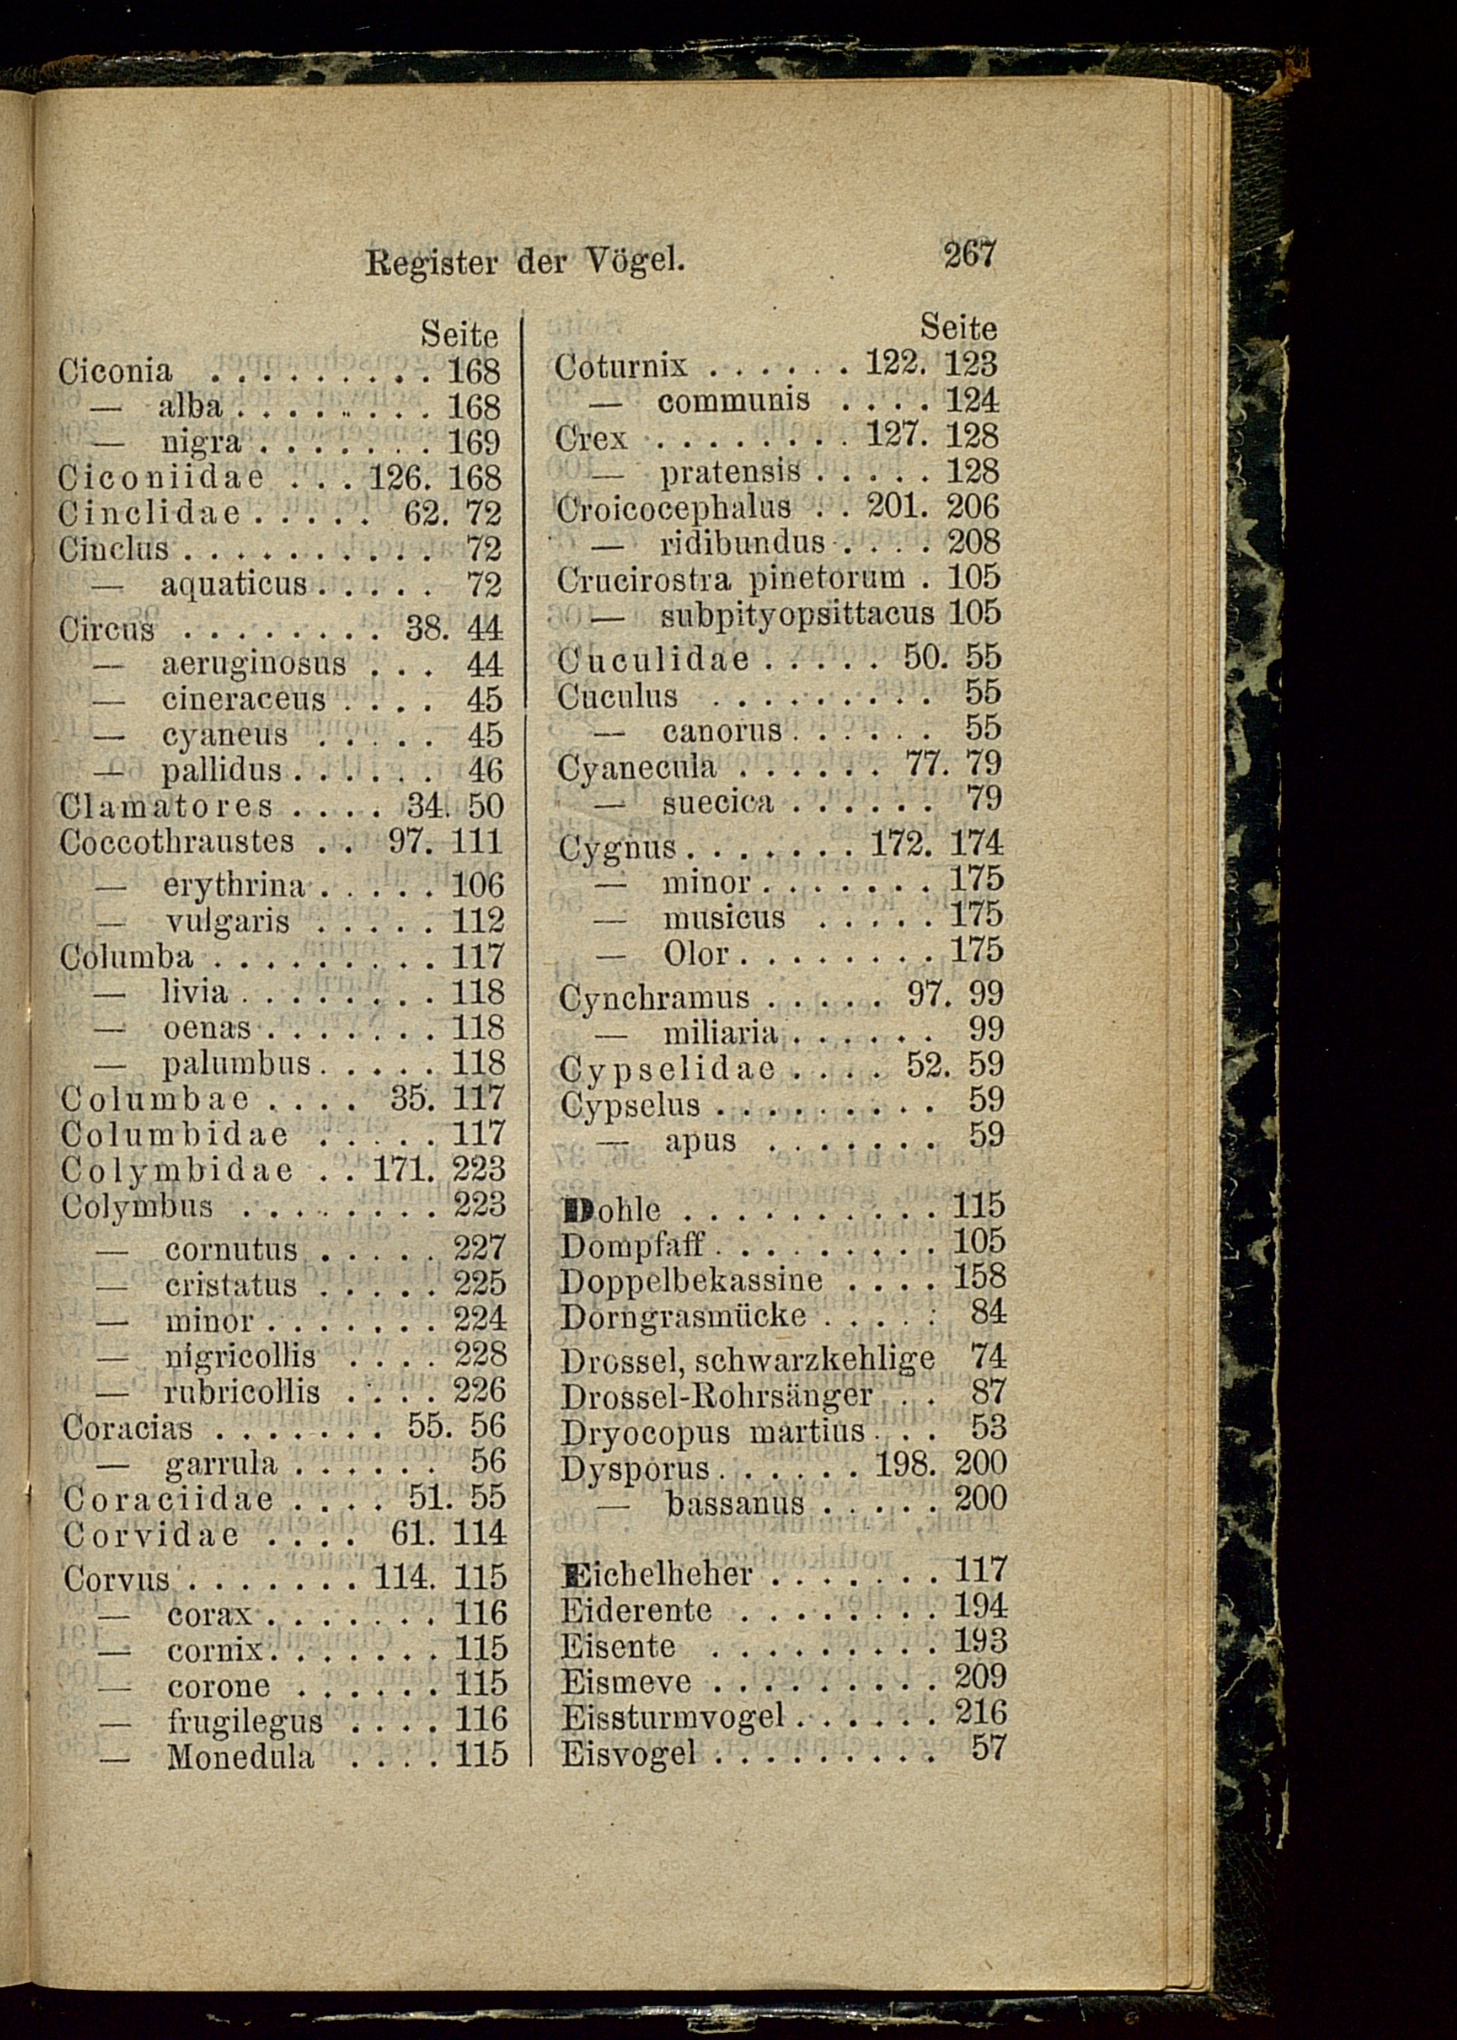 Register der Vögel. 267
Seite
Ciconia . . . . . . . . . 168
— alba . . . . . . . . 168
— nigra . . . . . . . 169
Ciconiidae . . . 126. 168
Cinclidae . . . . . 62. 72
Cinclus . . . . . . . . . . 72
— aquaticus . . . . . 72
Circus . . . . . . . . 38. 44
— aeruginosus . . . 44
— cineraceus . . . . 45
— cyaneus . . . . . 45
— pallidus . . . . . . 46
Clamatores . . . . 34. 50
Coccothraustes . . 97. 111
— erythrina . . . . . 106
— vulgaris . . . . . 112
Columba . . . . . . . . . 117
— livia . . . . . . . . 118
— oenas . . . . . . . 118
— palumbus . . . . . 118
Columbae . . . . 35. 117
Columbidae . . . . . 117
Colymbidae . . 171. 223
Colymbus . . . . . . . . 223
— cornutus . . . . . 227
— cristatus . . . . . 225
— minor . . . . . . . 224
— nigricollis . . . . 228
— rubricollis . . . . 226
Coracias . . . . . . . 55. 56
— garrula . . . . . . 56
Coraciidae . . . . 51. 55
Corvidae . . . . 61. 114
Corvus . . . . . . . 114. 115
— corax . . . . . . . 116
— cornix . . . . . . . 115
— corone . . . . . . 115
— frugilegus . . . . 116
— Monedula . . . . 115
Seite
Coturnix . . . . . . 122. 123
— communis . . . . 124
Crex . . . . . . . . 127. 128
— pratensis . . . . . 128
Croicocephalus . . 201. 206
— ridibundus . . . . 208
Crucirostra pinetorum . 105
— subpityopsittacus 105
Cuculidae . . . . . 50. 55
Cuculus . . . . . . . . . 55
— canorus . . . . . . 55
Cyanecula . . . . . . 77. 79
— suecica . . . . . . 79
Cygnus . . . . . . . 172. 174
— minor . . . . . . . 175
— musicus . . . . . 175
— Olor . . . . . . . . 175
Cynchramus . . . . . 97. 99
— miliaria . . . . . . 99
Cypselidae . . . . 52. 59
Cypselus . . . . . . . . . 59
— apus . . . . . . . 59
Dohle . . . . . . . . . . 115
Dompfaff . . . . . . . . . 105
Doppelbekassine . . . . 158
Dorngrasmücke . . . . : 84
Drossel, schwarzkehlige 74
Drossel-Rohrsänger . . 87
Dryocopus martius . . . 53
Dysporus . . . . . . 198. 200
— bassanus . . . . . 200
Eichelheher . . . . . . . 117
Eiderente . . . . . . . . 194
Eisente . . . . . . . . . 193
Eismeve . . . . . . . . . 209
Eissturmvogel . . . . . . 216
Eisvogel . . . . . . . . . 57